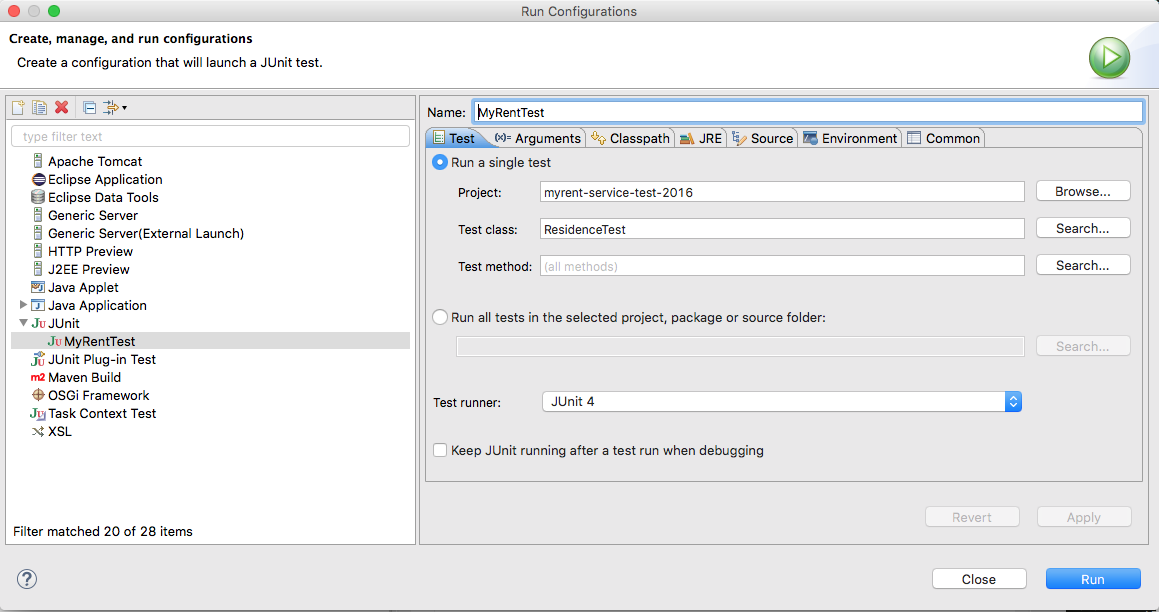 Run Configurations
Create, manage, and run configurations
Create a configuration that will launch a JUnit test.
type filter text
Apache Tomcat
Eclipse Application
Eclipse Data Tools
Generic Server
Generic Server(External Launch)
HTTP Preview
J2EE Preview
Java Applet
Java Application
Ju JUnit
Ju MyRentTest
JUnit Plug-in Test
m2 Maven Build
OSGi Framework
Task Context Test
XSL
Filter matched 20 of 28 items
Name: MyRentTest
Test (x)= Arguments Classpath JRE Source Environment Common
Run a single test
Project: myrent-service-test-2016 Browse...
Test class: ResidenceTest Search...
Test method: (all methods) Search...
Run all tests in the selected project, package or source folder:
Search...
Test runner: JUnit 4
Keep JUnit running after a test run when debugging
Revert Apply
? Close Run